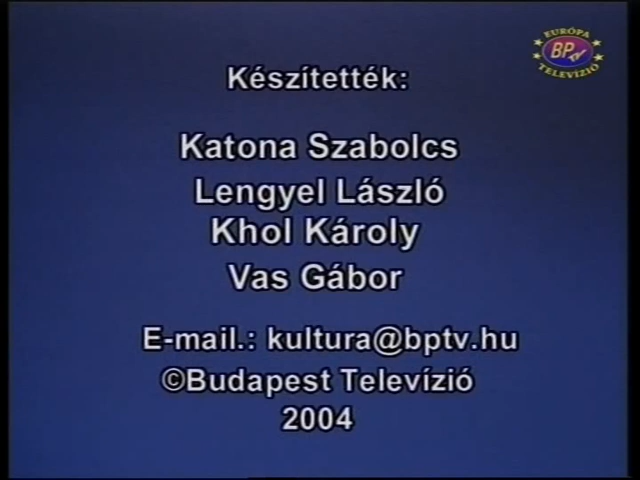 EURÓPA
BPTV
TELEVÍZIÓ
Készítették:
Katona Szabolcs
Lengyel László
Khol Károly
Vas Gábor
E-mail.: kultura@bptv.hu
©Budapest Televízió
2004